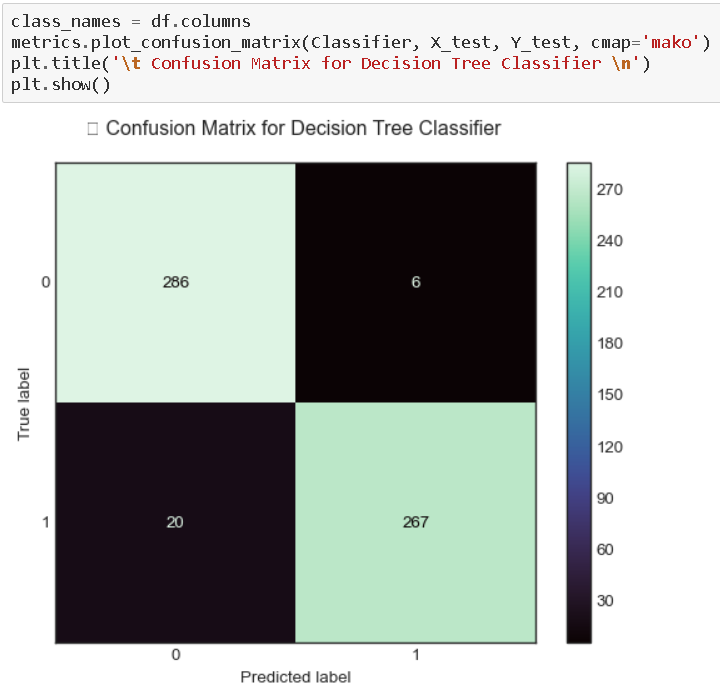 class_names = df.columns
metrics.plot_confusion_matrix(Classifier, X_test, Y_test, cmap='mako')
plt.title('\t Confusion Matrix for Decision Tree Classifier \n')
plt.show()
▯ Confusion Matrix for Decision Tree Classifier
0
286
6
1
20
267
True label
0
1
Predicted label
270
240
210
180
150
120
90
60
30